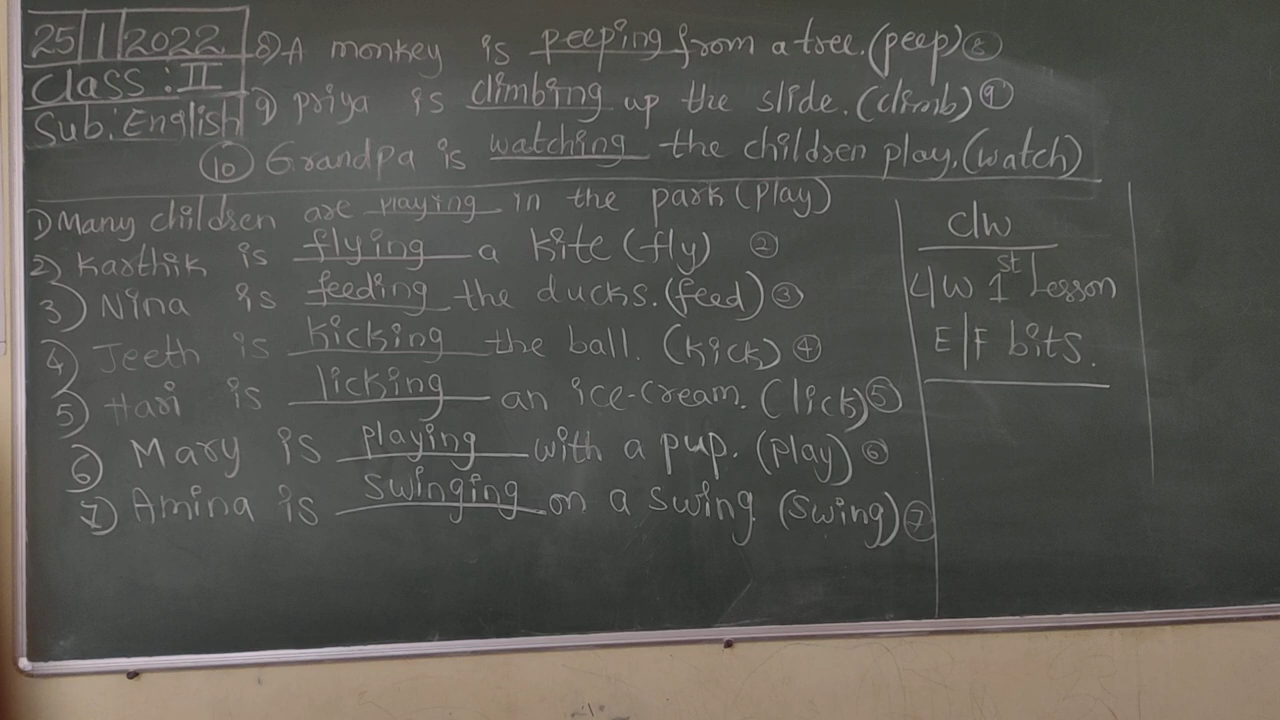 25/1/2022
Class : II
Sub: English
8) A monkey is peeping from a tree. (peep) 8
9) Priya is climbing up the slide. (climb) 9
10 Grandpa is watching the children play. (watch)
1) Many children are playing in the park (Play)
2) Karthik is flying a kite (fly) 2
3) Nina is feeding the ducks. (feed) 3
4) Jeeth is kicking the ball. (kick) 4
5) Hari is licking an ice-cream. (lick) 5
6) Mary is playing with a pup. (play) 6
7) Amina is swinging on a swing. (swing) 7
C/W
1st Lesson
E/F bits.